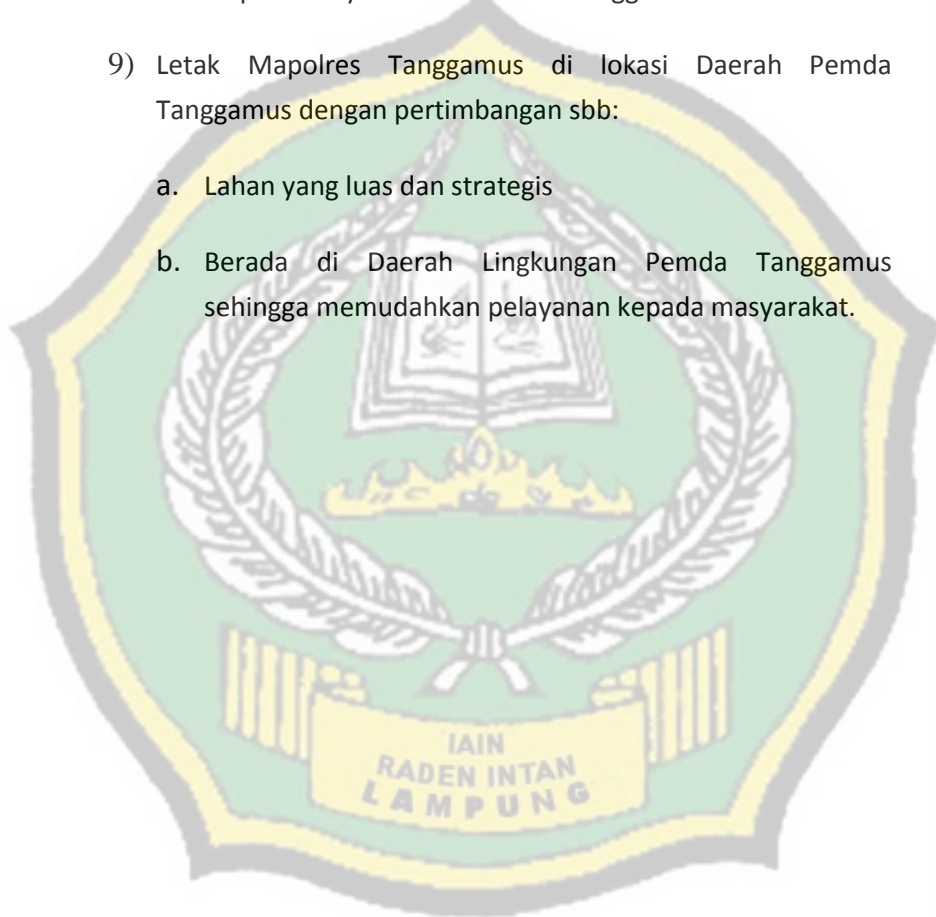 9) Letak Mapolres Tanggamus di lokasi Daerah Pemda
Tanggamus dengan pertimbangan sbb:
a. Lahan yang luas dan strategis
b. Berada di Daerah Lingkungan Pemda Tanggamus
sehingga memudahkan pelayanan kepada masyarakat.
IAIN
RADEN INTAN
LAMPUNG